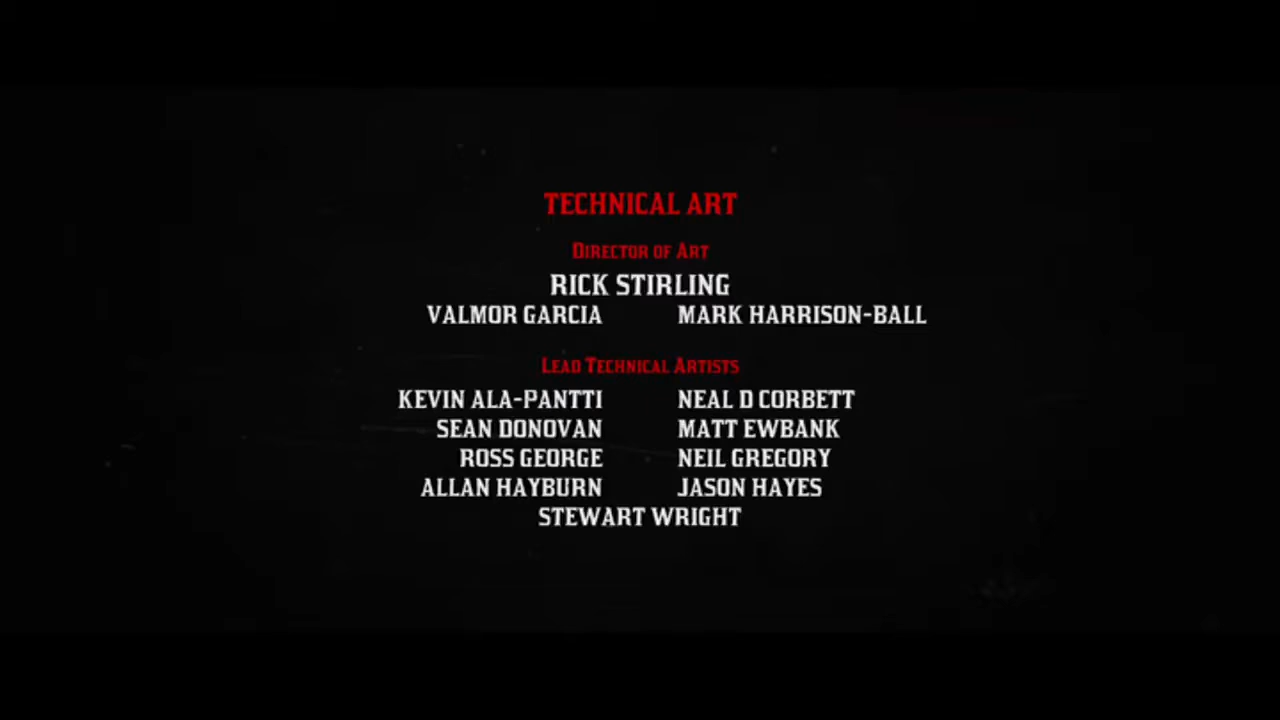 TECHNICAL ART
DIRECTOR OF ART
RICK STIRLING
VALMOR GARCIA MARK HARRISON-BALL
LEAD TECHNICAL ARTISTS
KEVIN ALA-PANTTI NEAL D CORBETT
SEAN DONOVAN MATT EWBANK
ROSS GEORGE NEIL GREGORY
ALLAN HAYBURN JASON HAYES
STEWART WRIGHT